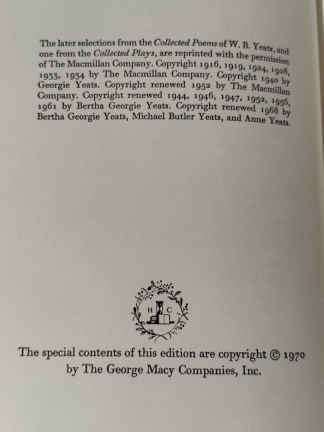 The later selections from the Collected Poems of W. B. Yeats, and
one from the Collected Plays, are reprinted with the permission
of The Macmillan Company. Copyright 1916, 1919, 1924, 1928,
1933, 1934 by The Macmillan Company. Copyright 1940 by
Georgie Yeats. Copyright renewed 1952 by The Macmillan
Company. Copyright renewed 1944, 1946, 1947, 1952, 1956,
1961 by Bertha Georgie Yeats. Copyright renewed 1968 by
Bertha Georgie Yeats, Michael Butler Yeats, and Anne Yeats.
H C
The special contents of this edition are copyright © 1970
by The George Macy Companies, Inc.